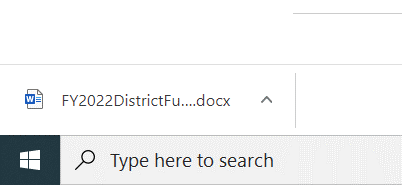 FY2022DistrictFu....docx
Type here to search